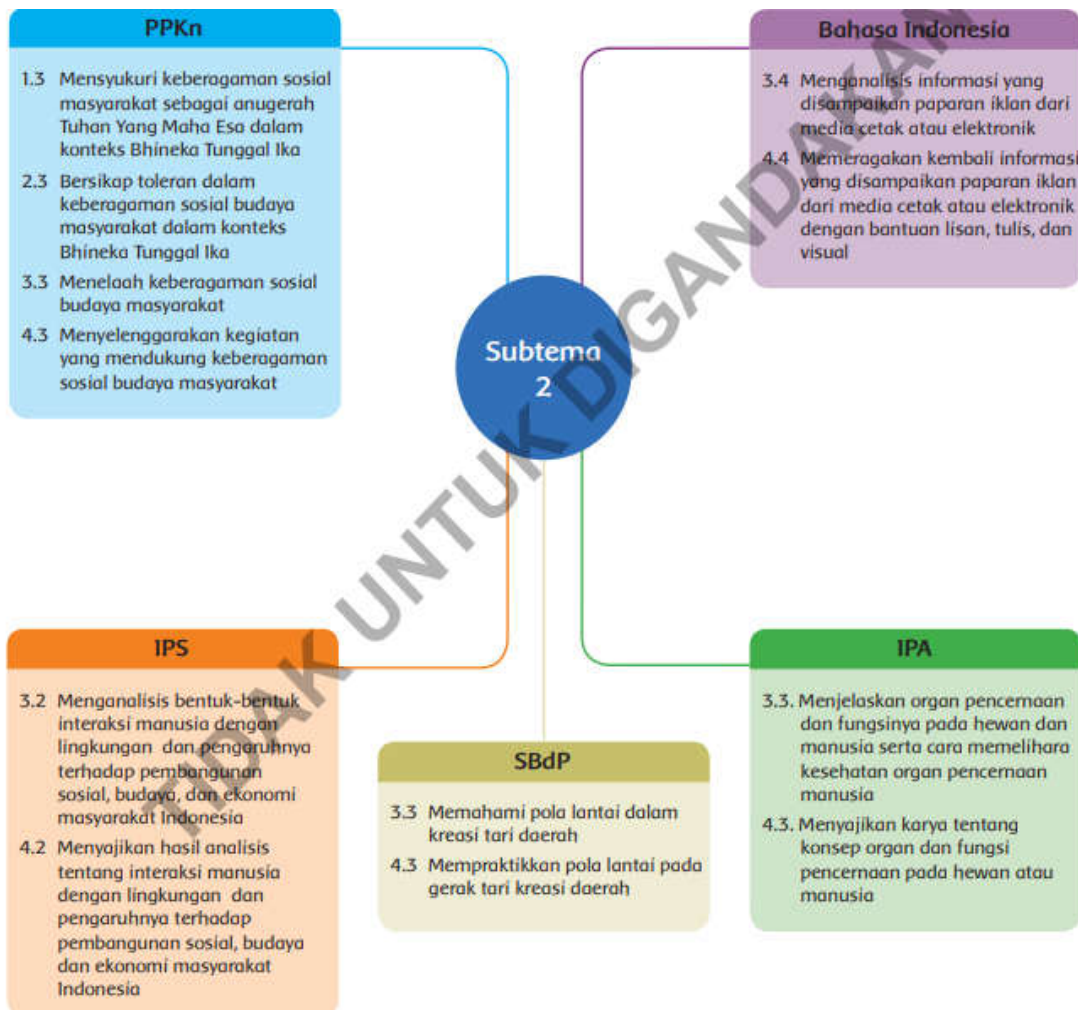 PPKn
1.3 Mensyukuri keberagaman sosial
masyarakat sebagai anugerah
Tuhan Yang Maha Esa dalam
konteks Bhineka Tunggal Ika
2.3 Bersikap toleran dalam
keberagaman sosial budaya
masyarakat dalam konteks
Bhineka Tunggal Ika
3.3 Menelaah keberagaman sosial
budaya masyarakat
4.3 Menyelenggarakan kegiatan
yang mendukung keberagaman
sosial budaya masyarakat
Bahasa Indonesia
3.4 Menganalisis informasi yang
disampaikan paparan iklan dari
media cetak atau elektronik
4.4 Memeragakan kembali informasi
yang disampaikan paparan iklan
dari media cetak atau elektronik
dengan bantuan lisan, tulis, dan
visual
Subtema
2
IPS
3.2 Menganalisis bentuk-bentuk
interaksi manusia dengan
lingkungan dan pengaruhnya
terhadap pembangunan
sosial, budaya, dan ekonomi
masyarakat Indonesia
4.2 Menyajikan hasil analisis
tentang interaksi manusia
dengan lingkungan dan
pengaruhnya terhadap
pembangunan sosial, budaya
dan ekonomi masyarakat
Indonesia
SBdP
3.3 Memahami pola lantai dalam
kreasi tari daerah
4.3 Mempraktikkan pola lantai pada
gerak tari kreasi daerah
IPA
3.3. Menjelaskan organ pencernaan
dan fungsinya pada hewan dan
manusia serta cara memelihara
kesehatan organ pencernaan
manusia
4.3. Menyajikan karya tentang
konsep organ dan fungsi
pencernaan pada hewan atau
manusia
TIDAK UNTUK DIGANDAKAN